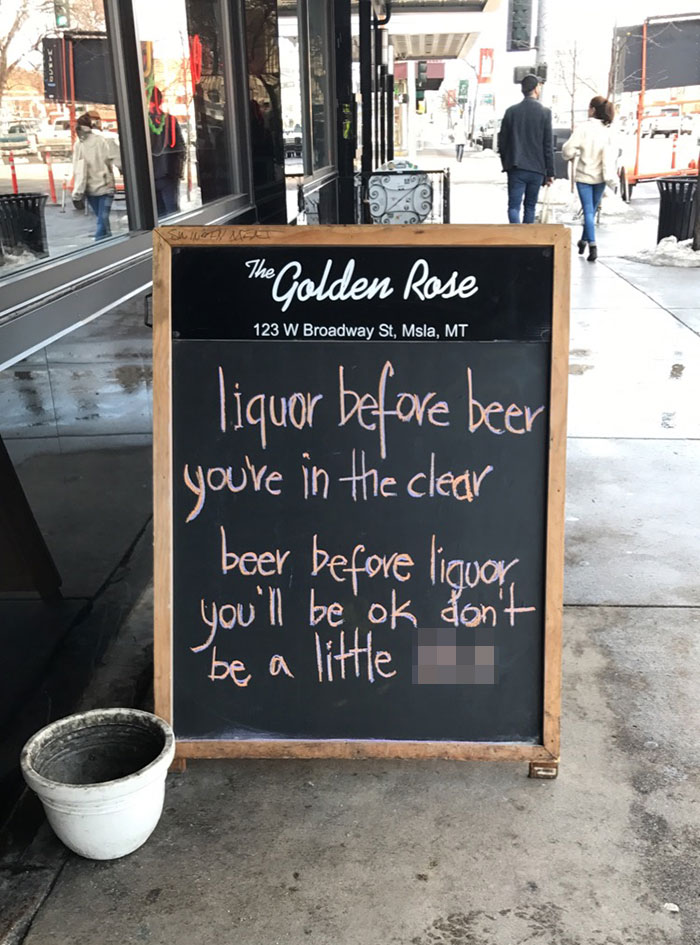 The Golden Rose
123 W Broadway St, Msla, MT
liquor before beer
you're in the clear
beer before liquor
you'll be ok don't
be a little